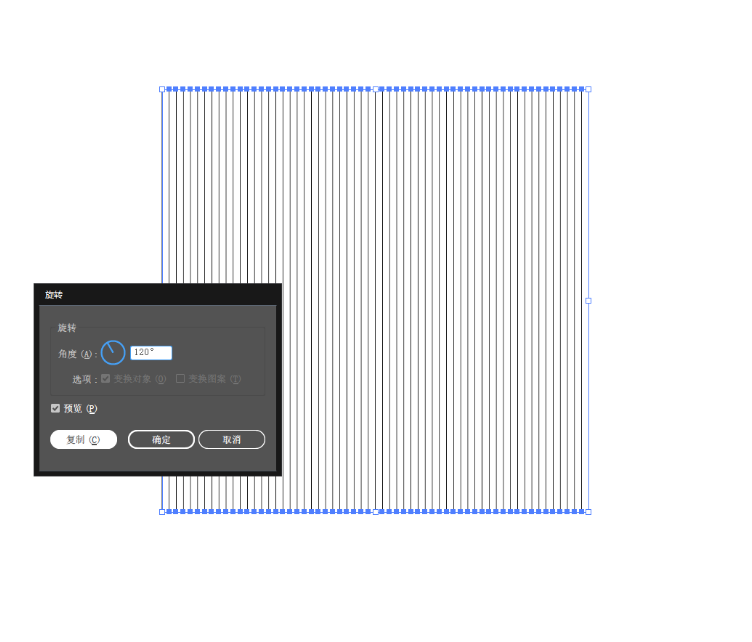 旋转
旋转
角度 (A)： 120°
选项： 变换对象 (O) 变换图案 (T)
预览 (P)
复制 (C) 确定 取消